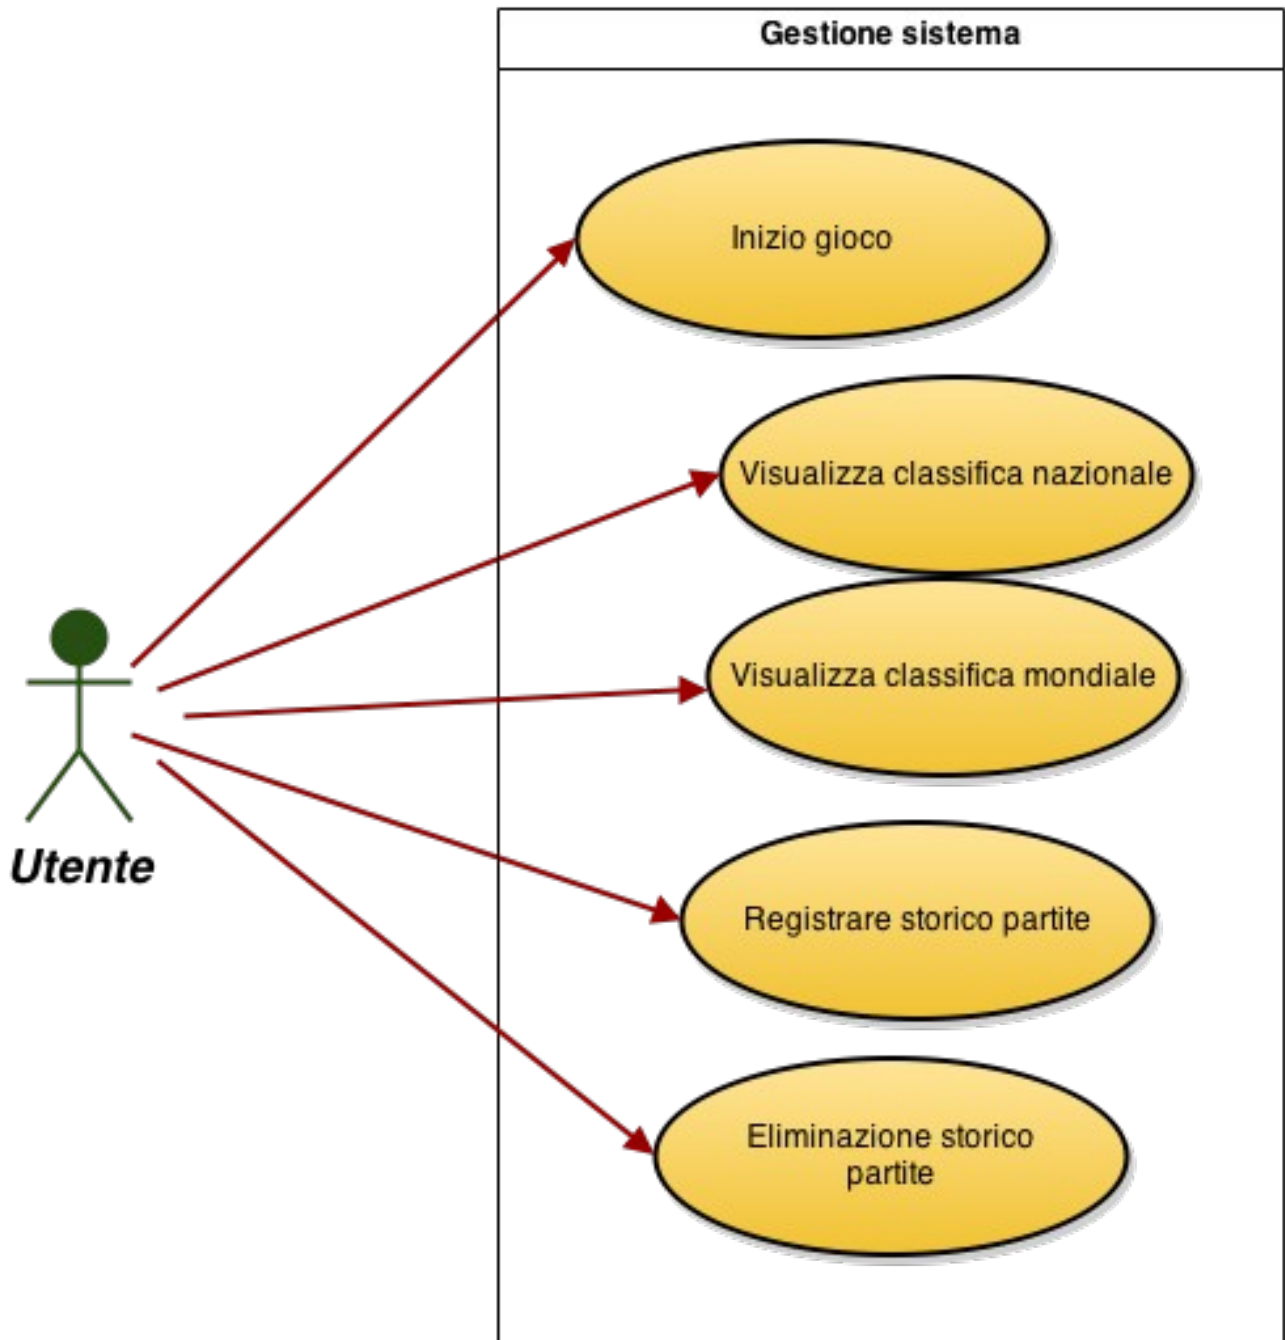 Gestione sistema
Inizio gioco
Visualizza classifica nazionale
Visualizza classifica mondiale
Utente
Registrare storico partite
Eliminazione storico
partite